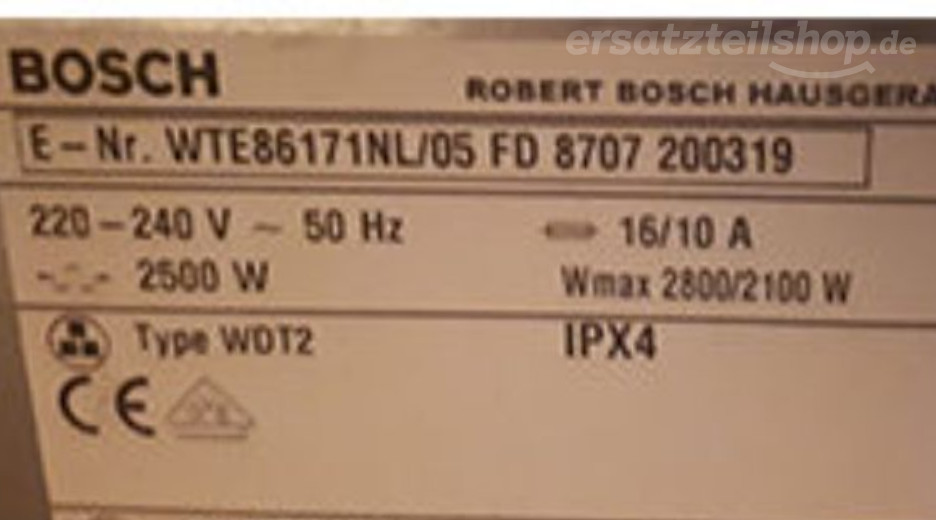 ersatzteilshop.de
BOSCH
ROBERT BOSCH HAUSGERÄ
E-Nr. WTE86171NL/05 FD 8707 200319
220-240 V ~ 50 Hz 16/10 A
2500 W Wmax 2800/2100 W
Type WDT2 IPX4
CE